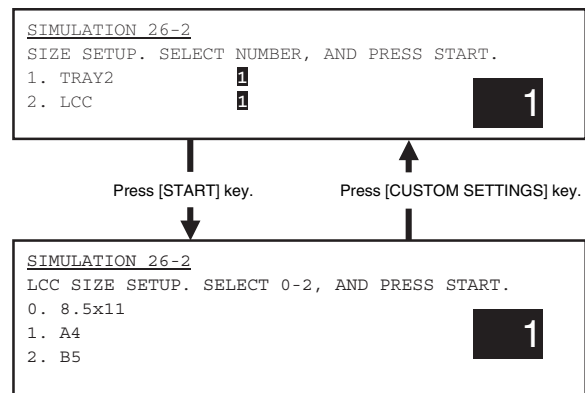 SIMULATION 26-2
SIZE SETUP. SELECT NUMBER, AND PRESS START.
1. TRAY2 1
2. LCC 1
1
Press [START] key.
Press [CUSTOM SETTINGS] key.
SIMULATION 26-2
LCC SIZE SETUP. SELECT 0-2, AND PRESS START.
0. 8.5x11
1. A4
2. B5
1